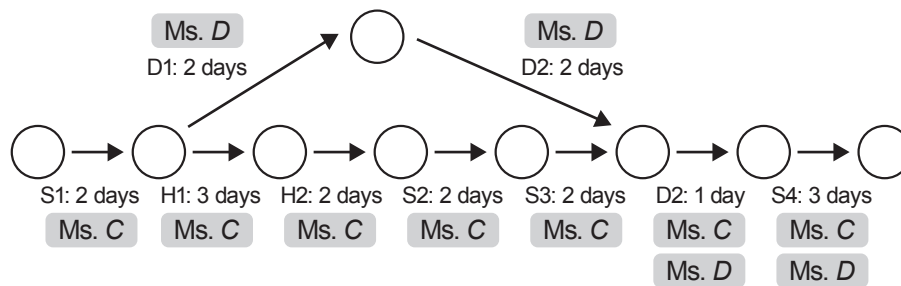 Ms. D
Ms. D
D1: 2 days
D2: 2 days
S1: 2 days
H1: 3 days
H2: 2 days
S2: 2 days
S3: 2 days
D2: 1 day
S4: 3 days
Ms. C
Ms. C
Ms. C
Ms. C
Ms. C
Ms. C
Ms. C
Ms. D
Ms. D